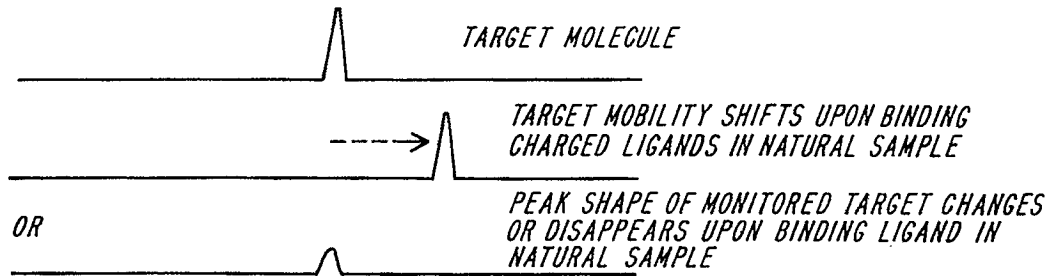 TARGET MOLECULE
TARGET MOBILITY SHIFTS UPON BINDING
CHARGED LIGANDS IN NATURAL SAMPLE
OR
PEAK SHAPE OF MONITORED TARGET CHANGES
OR DISAPPEARS UPON BINDING LIGAND IN
NATURAL SAMPLE